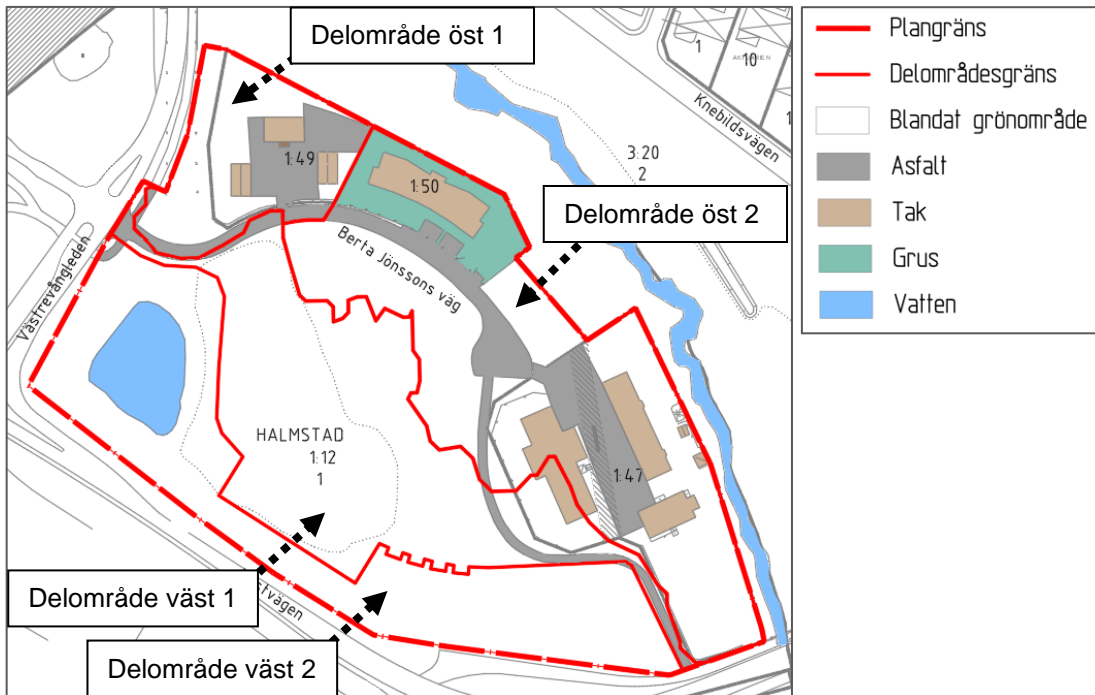 Delområde öst 1
1
10
Knebildsvägen
3:20
2
1:49
1:50
Delområde öst 2
Berta Jönssons väg
Västrevångleden
HALMSTAD
1:12
1
1:47
Delområde väst 1
Delområde väst 2
Plangräns
Delområdesgräns
Blandat grönområde
Asfalt
Tak
Grus
Vatten